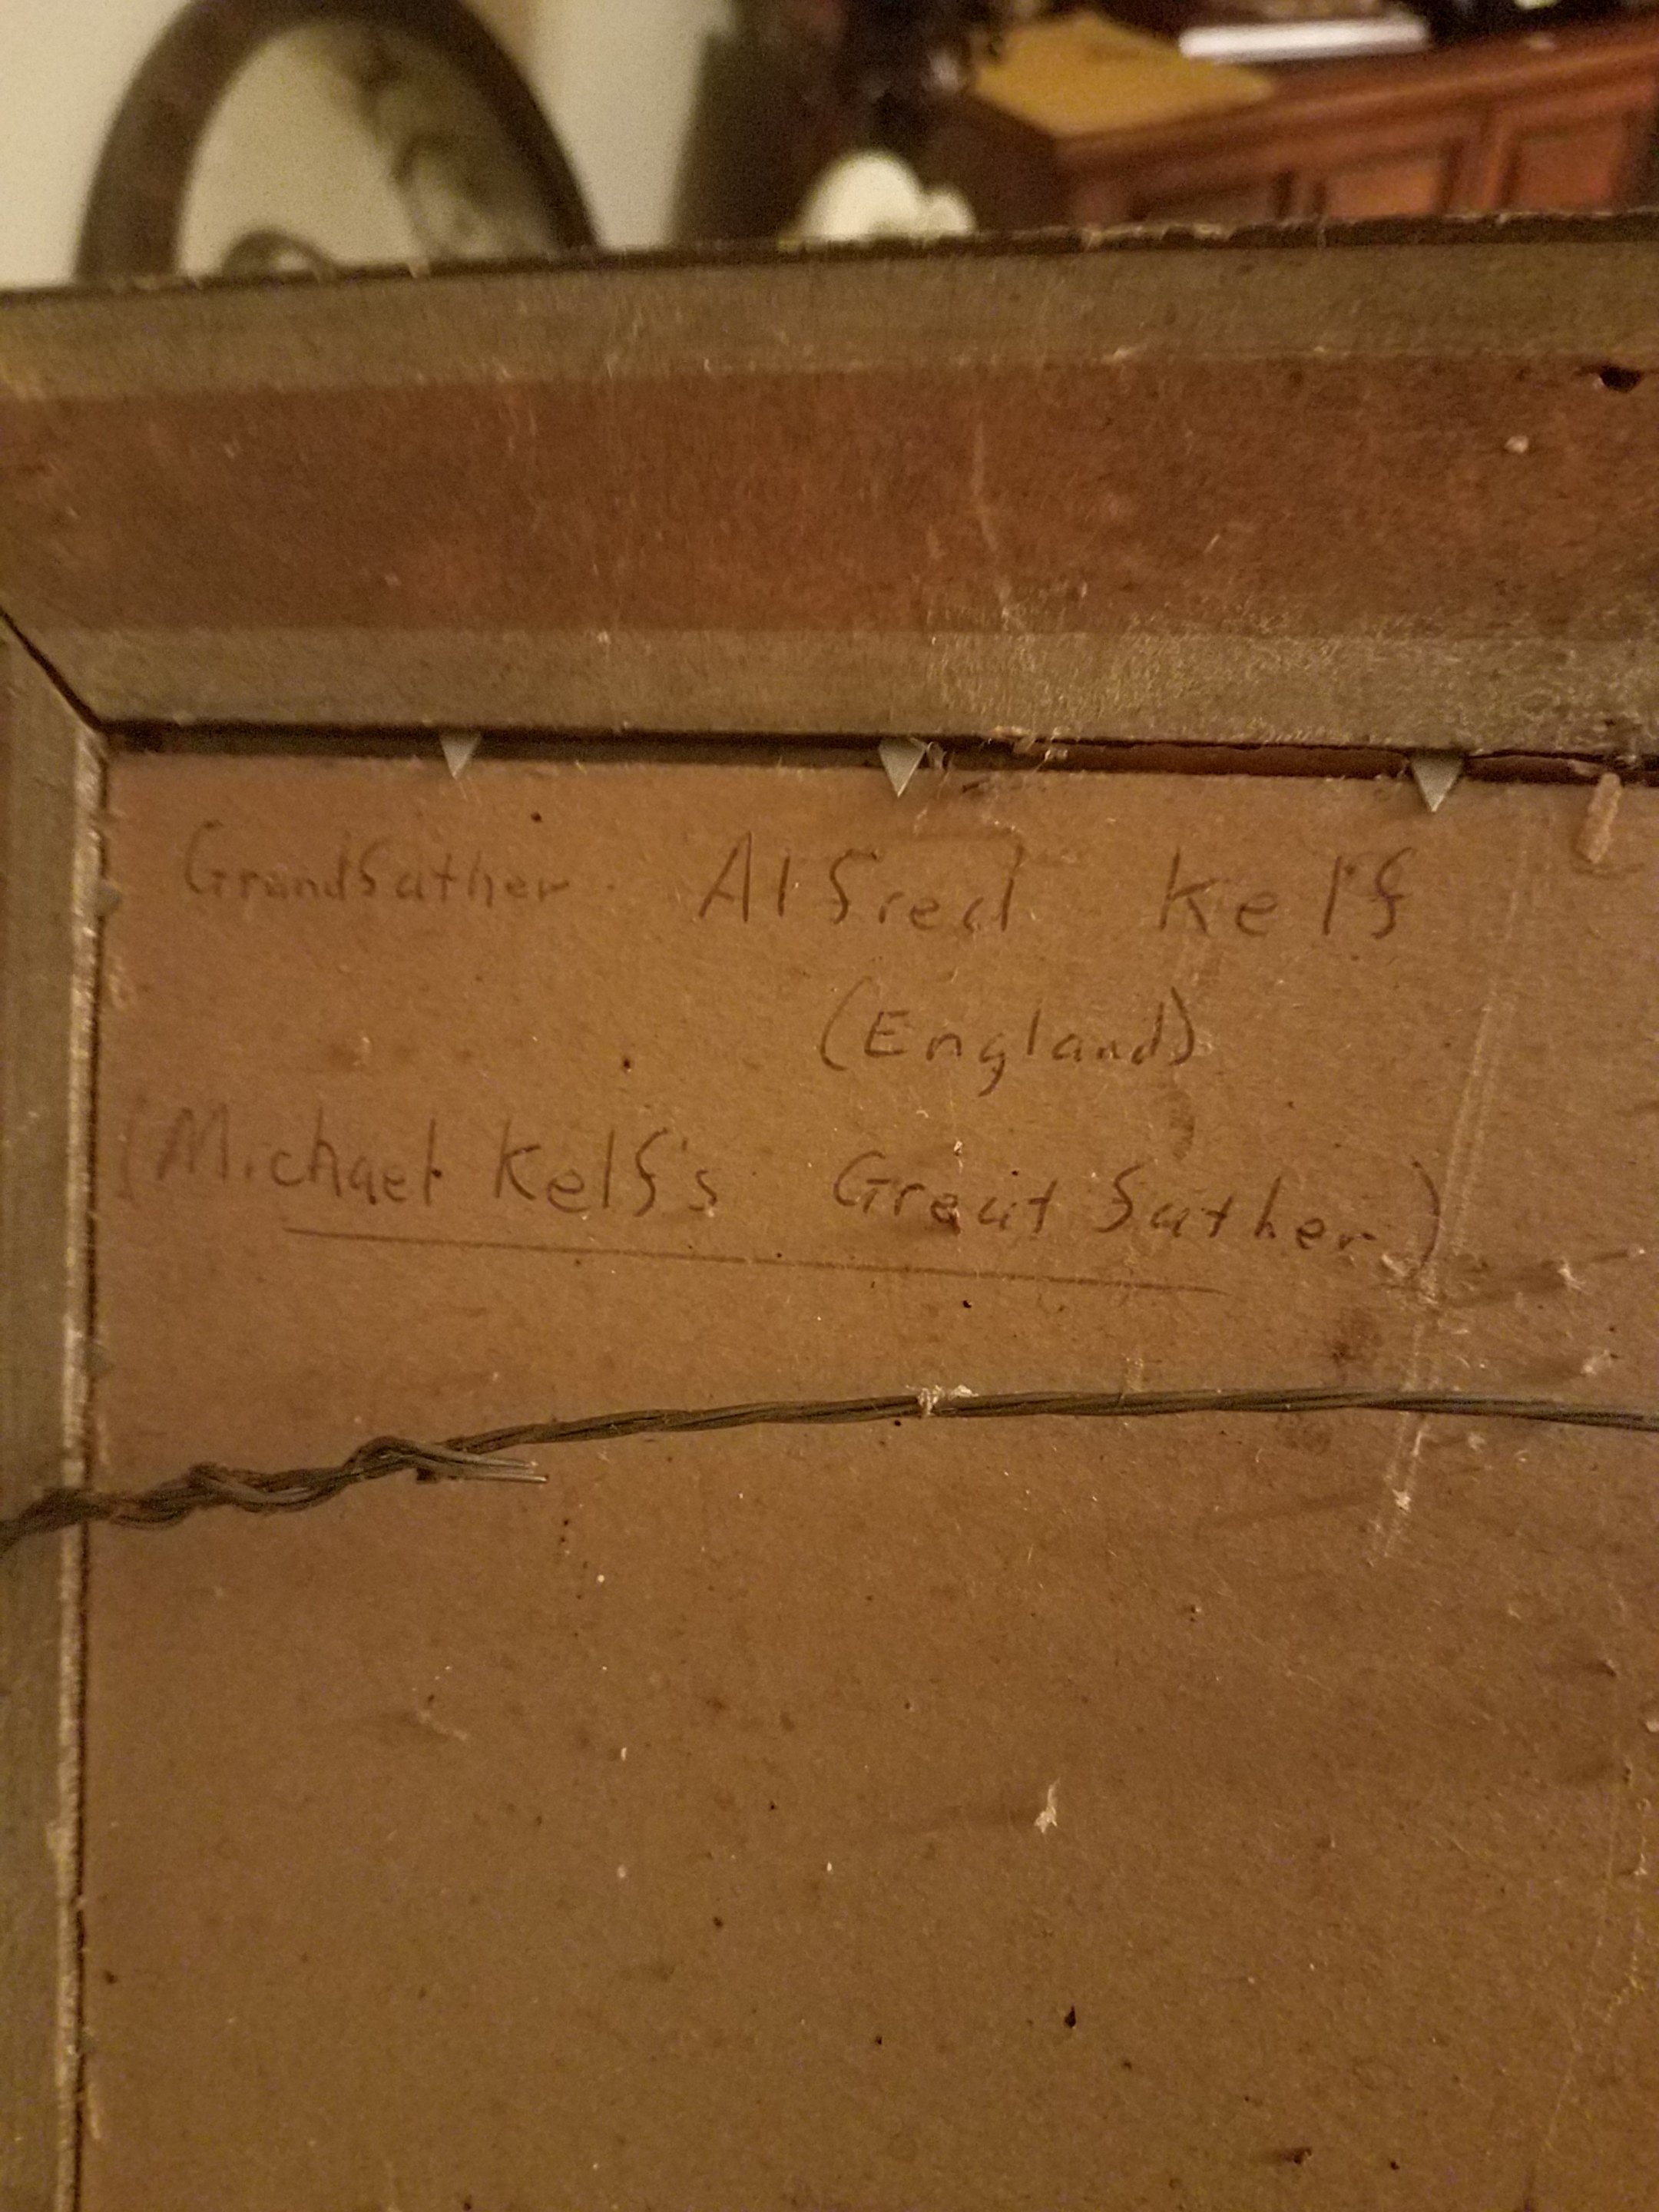 Grandfather Alfred Kelf
(England)
(Michael Kelf's Great father)